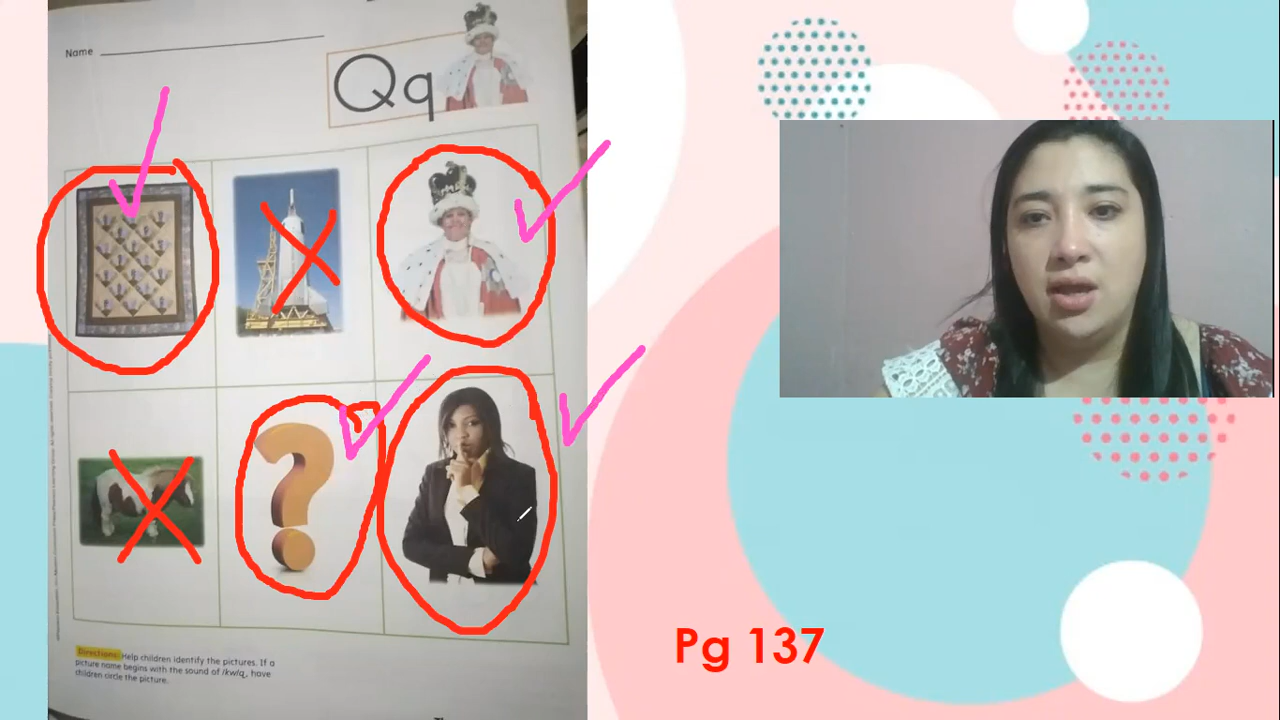 Name
Qq
Directions: Help children identify the pictures. If a
picture name begins with the sound of /kw/q, have
children circle the picture.
Pg 137